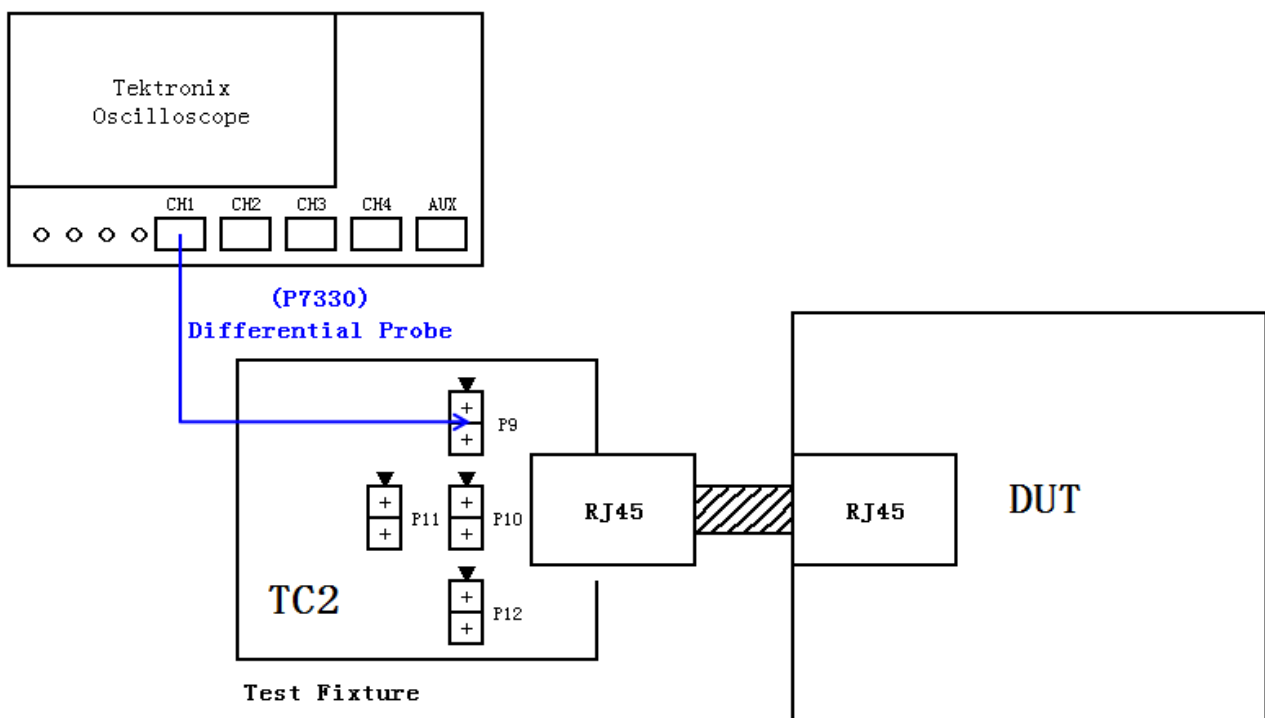 Tektronix
Oscilloscope
CH1 CH2 CH3 CH4 AUX
(P7330)
Differential Probe
+
+
P9
+
+
P11
+
+
P10
RJ45
RJ45
DUT
TC2
+
+
P12
Test Fixture